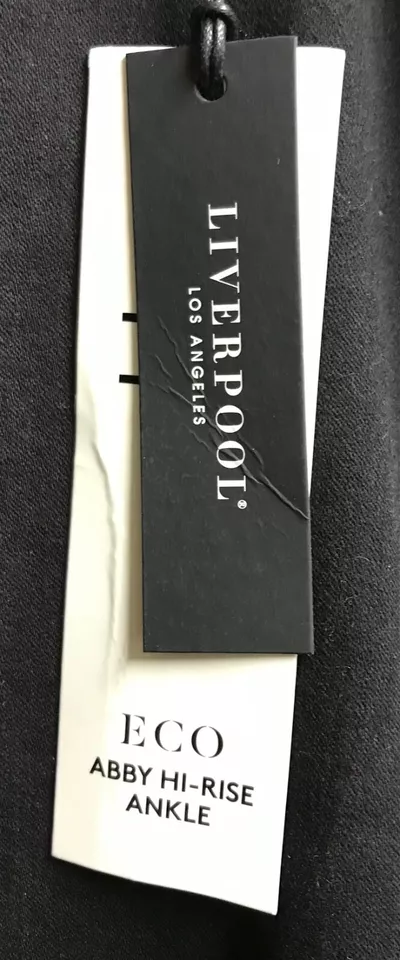 LIVERPOOL®
LOS ANGELES
ECO
ABBY HI-RISE
ANKLE